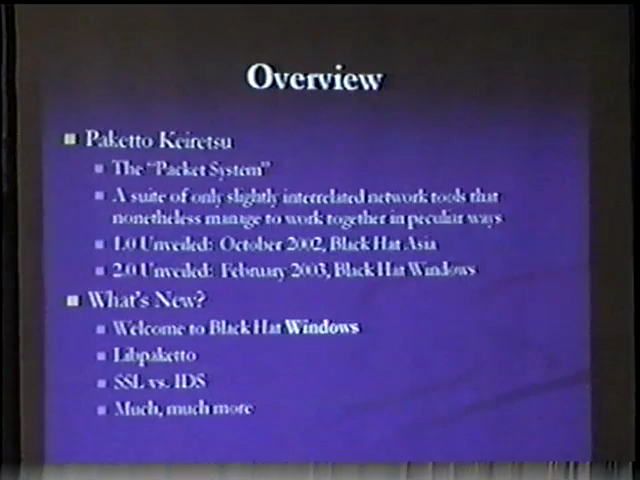 Overview
Paketto Keiretsu
The "Packet System"
A suite of only slightly interrelated network tools that
nonetheless manage to work together in peculiar ways
1.0 Unveiled: October 2002, Black Hat Asia
2.0 Unveiled: February 2003, Black Hat Windows
What's New?
Welcome to Black Hat Windows
Libpaketto
SSL vs. IDS
Much, much more